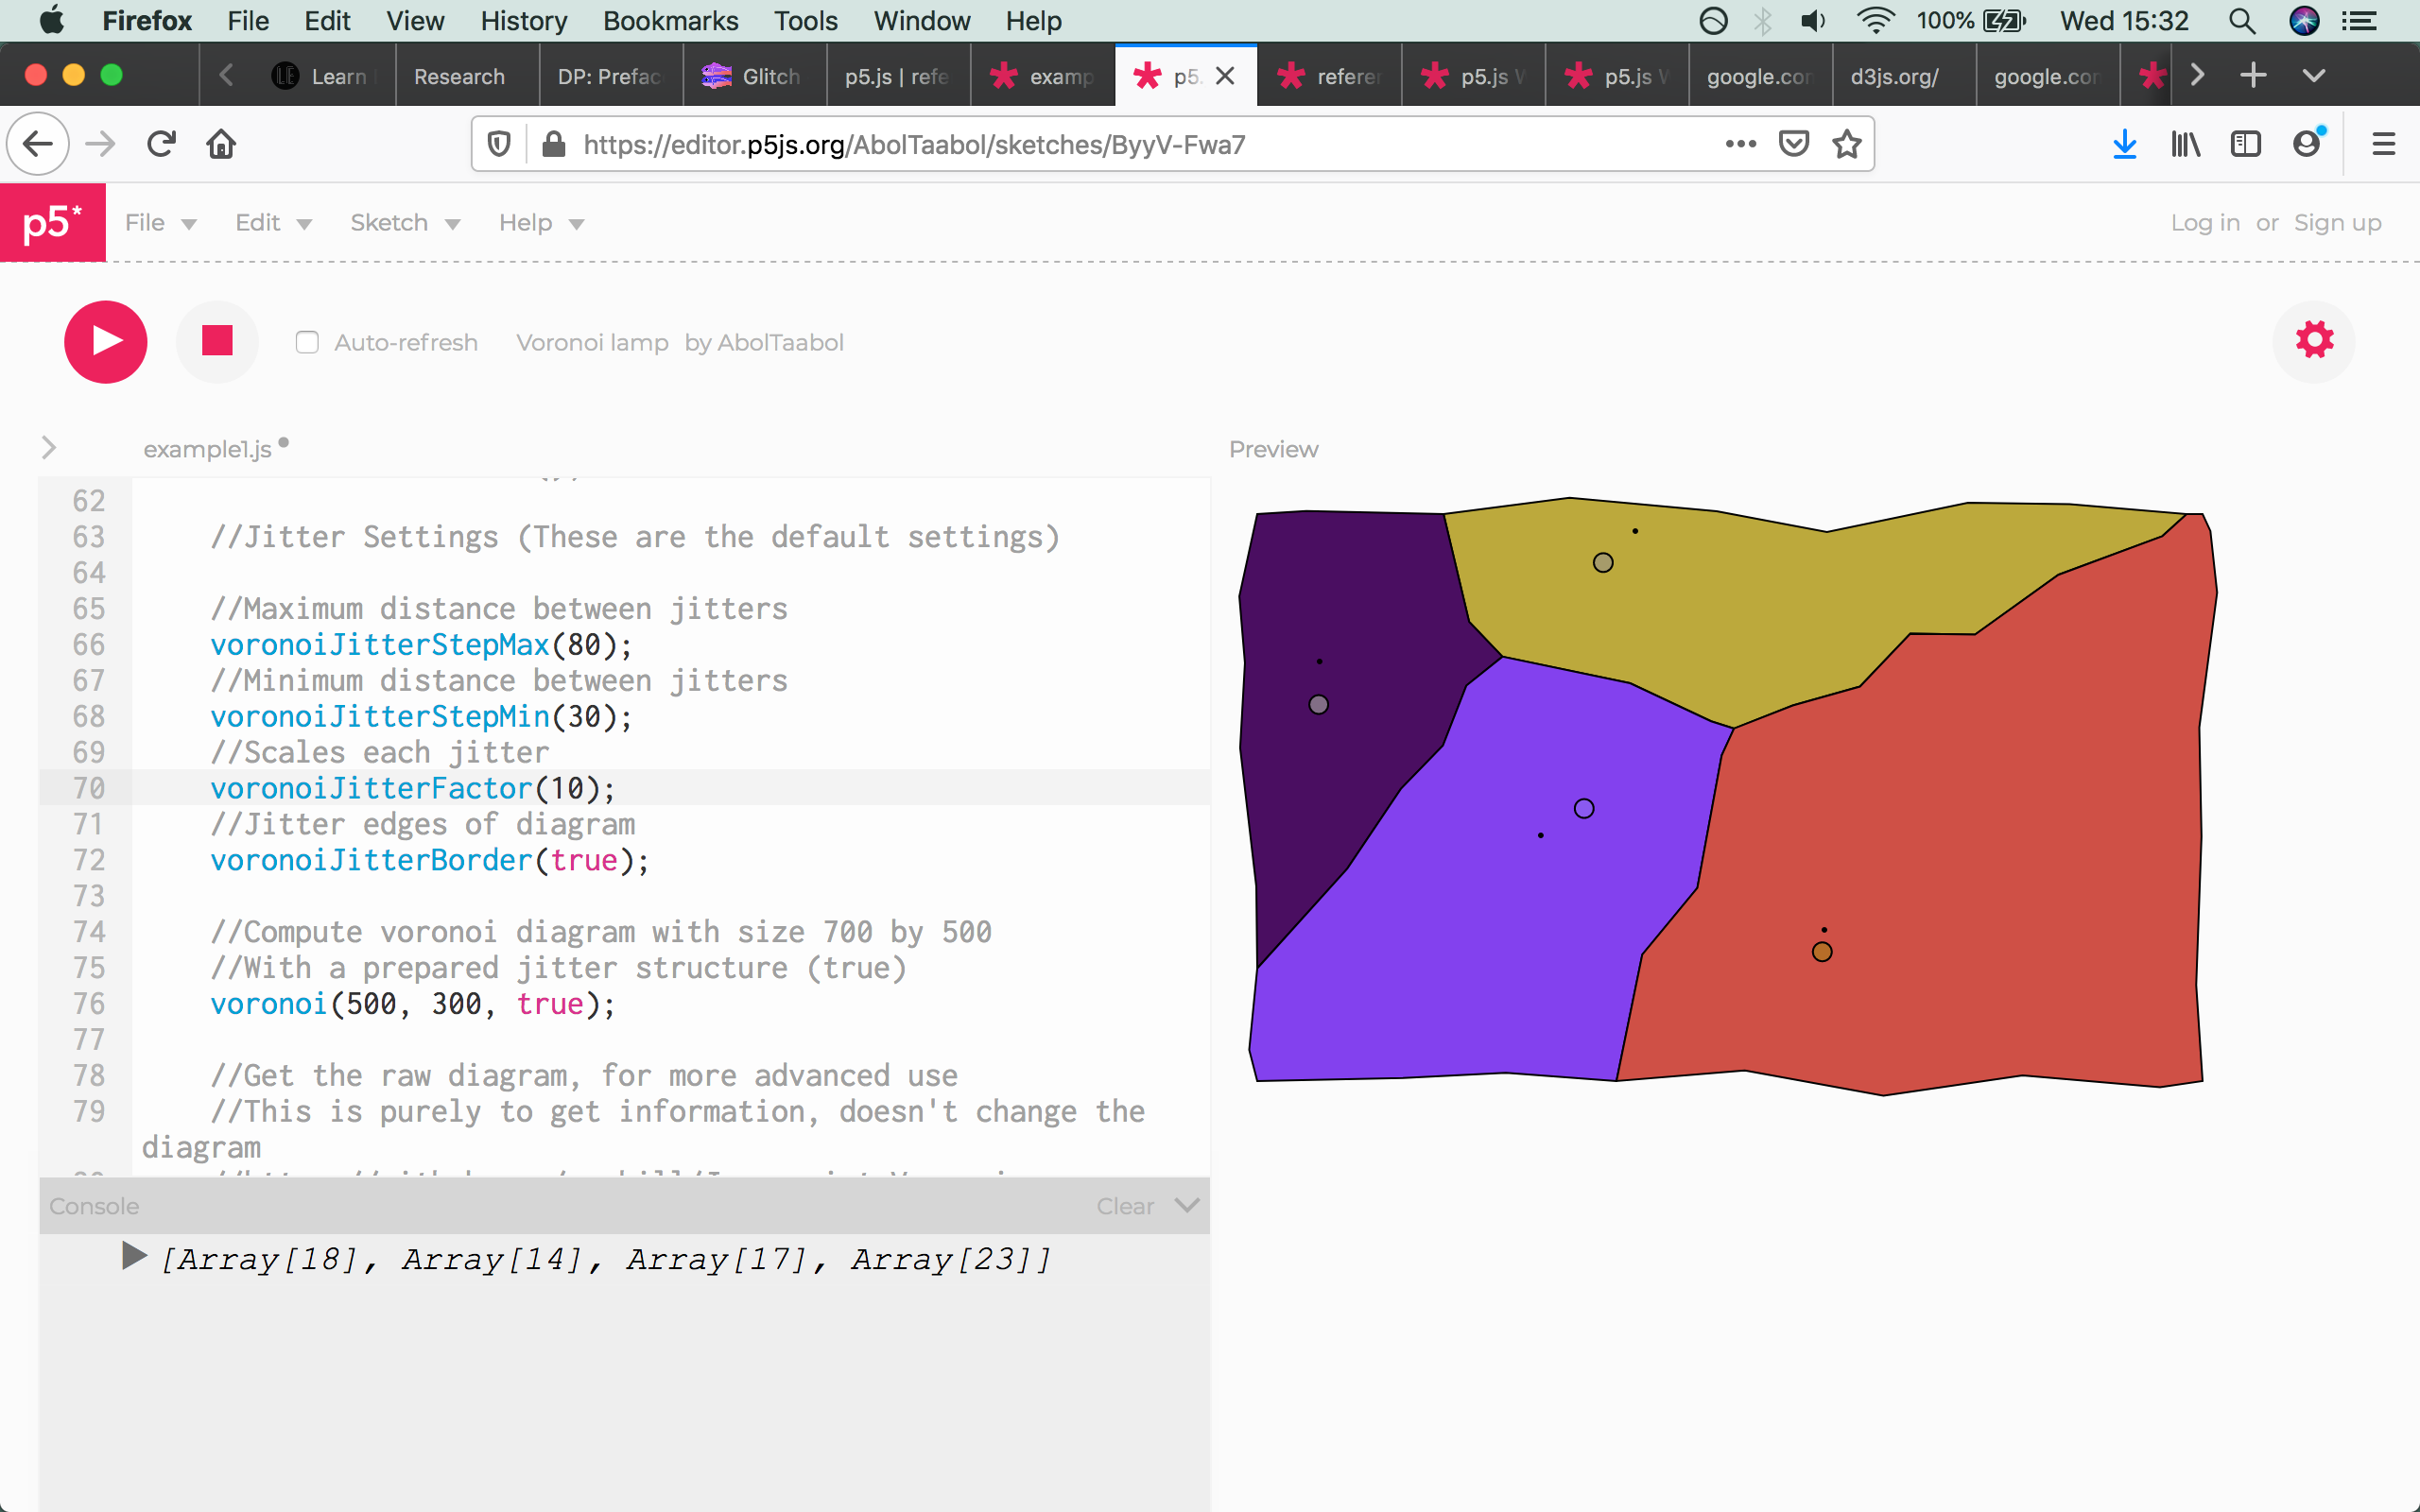 Firefox File Edit View History Bookmarks Tools Window Help 100% Wed 15:32
LE Learn Research DP: Preface Glitch p5.js | refe examp p5. refere p5.js p5.js google.co d3js.org/ google.co
https://editor.p5js.org/AbolTaabol/sketches/ByyV-Fwa7
p5* File Edit Sketch Help Log in or Sign up
Auto-refresh Voronoi lamp by AbolTaabol
example1.js Preview
62
63 //Jitter Settings (These are the default settings)
64
65 //Maximum distance between jitters
66 voronoiJitterStepMax(80);
67 //Minimum distance between jitters
68 voronoiJitterStepMin(30);
69 //Scales each jitter
70 voronoiJitterFactor(10);
71 //Jitter edges of diagram
72 voronoiJitterBorder(true);
73
74 //Compute voronoi diagram with size 700 by 500
75 //With a prepared jitter structure (true)
76 voronoi(500, 300, true);
77
78 //Get the raw diagram, for more advanced use
79 //This is purely to get information, doesn't change the
diagram
Console Clear
[Array[18], Array[14], Array[17], Array[23]]